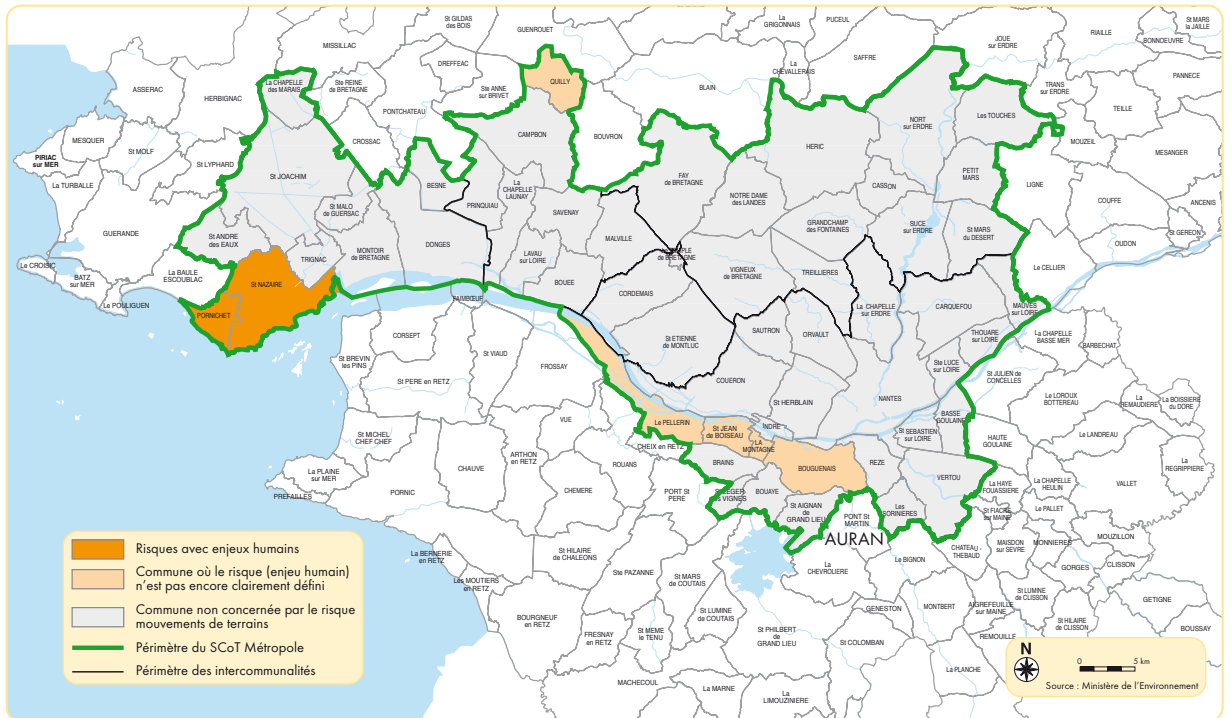 St GILDAS
des BOIS
GUENROUET
La
GRIGONNAIS
PUCEUL
St MARS
la JAILLE
RIAILLE
BONNOEUVRE
JOUE
sur ERDRE
MISSILLAC
SAFFRE
La
CHEVALLERAIS
DREFFEAC
La CHAPELLE
des MARAIS
Ste REINE
de BRETAGNE
QUILLY
BLAIN
PANNECE
TRANS
sur ERDRE
ASSERAC
HERBIGNAC
Ste ANNE
sur BRIVET
PONTCHATEAU
TEILLE
Les TOUCHES
NORT
sur ERDRE
CAMPBON
BOUVRON
MESQUER
CROSSAC
MOUZEIL
HERIC
MESANGER
St MOLF
PIRIAC
sur MER
St LYPHARD
St JOACHIM
PETIT
MARS
FAY
de BRETAGNE
BESNE
La
CHAPELLE
LAUNAY
CASSON
LIGNE
La TURBALLE
NOTRE DAME
des LANDES
COUFFE
ANCENIS
PRINQUIAU
St MALO
de GUERSAC
SAVENAY
GRANDCHAMP
des FONTAINES
SUCE
sur ERDRE
St MARS
du DESERT
GUERANDE
St ANDRE
des EAUX
MALVILLE
St GEREON
OUDON
DONGES
MONTOIR
de BRETAGNE
TRIGNAC
LAVAU
sur LOIRE
LE TEMPLE
de BRETAGNE
VIGNEUX
de BRETAGNE
TREILLIERES
Le CELLIER
Le CROISIC
BATZ
sur MER
La BAULE
ESCOUBLAC
St NAZAIRE
BOUEE
CORDEMAIS
Le POULIGUEN
PORNICHET
PAIMBŒUF
La CHAPELLE
sur ERDRE
CARQUEFOU
MAUVES
sur LOIRE
CORSEPT
St ETIENNE
de MONTLUC
SAUTRON
ORVAULT
THOUARE
sur LOIRE
La CHAPELLE
BASSE MER
BARBECHAT
St BREVIN
les PINS
St VIAUD
FROSSAY
Ste LUCE
sur LOIRE
St JULIEN de
CONCELLES
St PERE en RETZ
COUERON
St HERBLAIN
NANTES
Le LOROUX
BOTTEREAU
La
REMAUDIERE
La BOISSIERE
du DORE
VUE
Le PELLERIN
St JEAN
de BOISEAU
INDRE
BASSE
GOULAINE
St MICHEL
CHEF CHEF
CHEIX en RETZ
LA
MONTAGNE
St SEBASTIEN
sur LOIRE
HAUTE
GOULAINE
Le LANDREAU
ARTHON
en RETZ
ROUANS
BRAINS
BOUGUENAIS
REZE
VERTOU
La
REGRIPPIERE
La PLAINE
sur MER
CHAUVE
PREFAILLES
PORNIC
CHEMERE
PORT St
PERE
St LEGER
les VIGNES
BOUAYE
La HAYE
FOUASSIERE
La CHAPELLE
HEULIN
VALLET
St AIGNAN
de
GRAND LIEU
PONT St
MARTIN
Les
SORINIERES
St FIACRE
sur MAINE
Le PALLET
AURAN
MOUZILLON
MAISDON
sur SEVRE
MONNIERES
CHATEAU-
THEBAUD
Le BIGNON
La
CHEVROLIERE
GORGES
CLISSON
La BERNERIE
en RETZ
St HILAIRE
de CHALEONS
Ste PAZANNE
St MARS
de COUTAIS
Les MOUTIERS
en RETZ
St LUMINE
de CLISSON
GETIGNE
AIGREFEUILLE
sur MAINE
MONTBERT
GENESTON
BOURGNEUF
en RETZ
St LUMINE
de COUTAIS
St HILAIRE
de CLISSON
BOUSSAY
FRESNAY
en RETZ
St MEME
le TENU
St PHILBERT
de
GRAND LIEU
St COLOMBAN
REMOUILLE
La PLANCHE
MACHECOUL
La MARNE
La
LIMOUZINIERE
Risques avec enjeux humains
Commune où le risque (enjeu humain)
n'est pas encore clairement défini
Commune non concernée par le risque
mouvements de terrains
Périmètre du SCoT Métropole
Périmètre des intercommunalités
N
0 5 km
Source : Ministère de l'Environnement